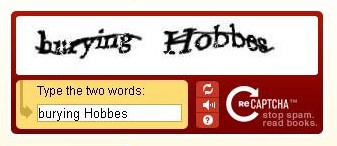 burying Hobbes
Type the two words:
burying Hobbes
?
reCAPTCHA™
stop spam.
read books.